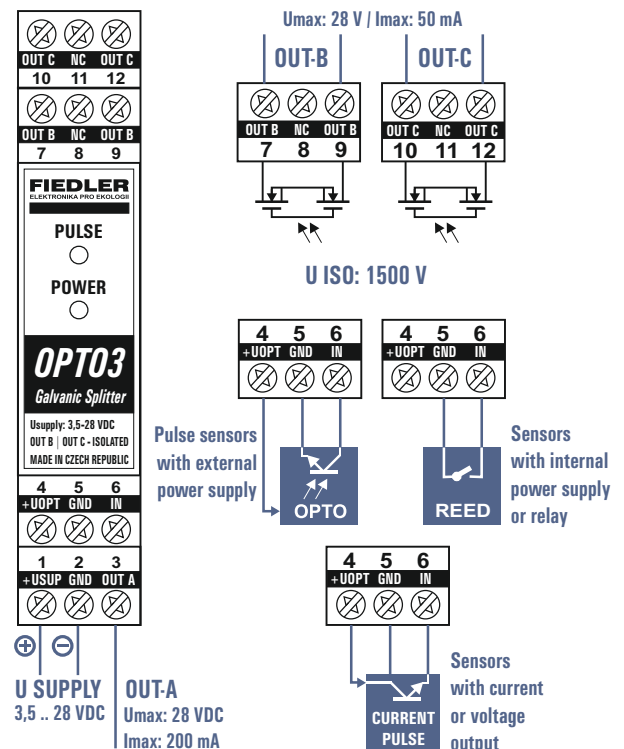 OUT C NC OUT C
10 11 12
OUT B NC OUT B
7 8 9
FIEDLER
ELEKTRONIKA PRO EKOLOGII
PULSE
POWER
OPTO3
Galvanic Splitter
Usupply: 3,5-28 VDC
OUT B | OUT C - ISOLATED
MADE IN CZECH REPUBLIC
4 5 6
+UOPT GND IN
1 2 3
+USUP GND OUT A
U SUPPLY
3,5 .. 28 VDC
OUT-A
Umax: 28 VDC
Imax: 200 mA
Umax: 28 V / Imax: 50 mA
OUT-B
OUT B NC OUT B
7 8 9
OUT-C
OUT C NC OUT C
10 11 12
U ISO: 1500 V
4 5 6
+UOPT GND IN
Pulse sensors
with external
power supply
OPTO
4 5 6
+UOPT GND IN
REED
Sensors
with internal
power supply
or relay
4 5 6
+UOPT GND IN
CURRENT
PULSE
Sensors
with current
or voltage
output